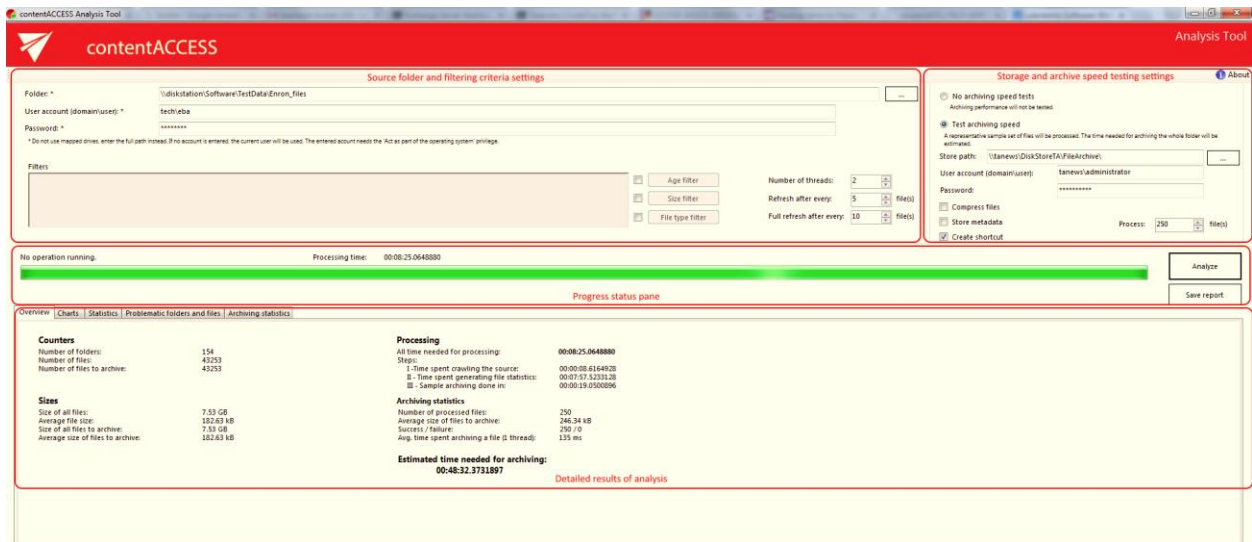 contentACCESS Analysis Tool
contentACCESS
Analysis Tool
Source folder and filtering criteria settings
Folder: *
\\diskstation\Software\TestData\Enron_files
...
User account (domain\user): *
tech\eba
Password: *
********
* Do not use mapped drives, enter the full path instead. If no account is entered, the current user will be used. The entered acount needs the 'Act as part of the operating system' privilege.
Filters
Age filter
Size filter
File type filter
Number of threads: 2
Refresh after every: 5 file(s)
Full refresh after every: 10 file(s)
Storage and archive speed testing settings
About
No archiving speed tests
Archiving performance will not be tested.
Test archiving speed
A representative sample set of files will be processed. The time needed for archiving the whole folder will be
estimated.
Store path: \\tanews\DiskStoreTA\FileArchive\
...
User account (domain\user): tanews\administrator
Password: **********
Compress files
Store metadata
Process: 250 file(s)
Create shortcut
No operation running.
Processing time: 00:08:25.0648880
Analyze
Progress status pane
Save report
Overview Charts Statistics Problematic folders and files Archiving statistics
Counters
Number of folders: 154
Number of files: 43253
Number of files to archive: 43253
Sizes
Size of all files: 7.53 GB
Average file size: 182.63 kB
Size of all files to archive: 7.53 GB
Average size of files to archive: 182.63 kB
Processing
All time needed for processing: 00:08:25.0648880
Steps:
I -Time spent crawling the source: 00:00:08.6164928
II - Time spent generating file statistics: 00:07:57.5233128
III - Sample archiving done in: 00:00:19.0500896
Archiving statistics
Number of processed files: 250
Average size of files to archive: 246.34 kB
Success / failure: 250 / 0
Avg. time spent archiving a file (1 thread): 135 ms
Estimated time needed for archiving:
00:48:32.3731897
Detailed results of analysis